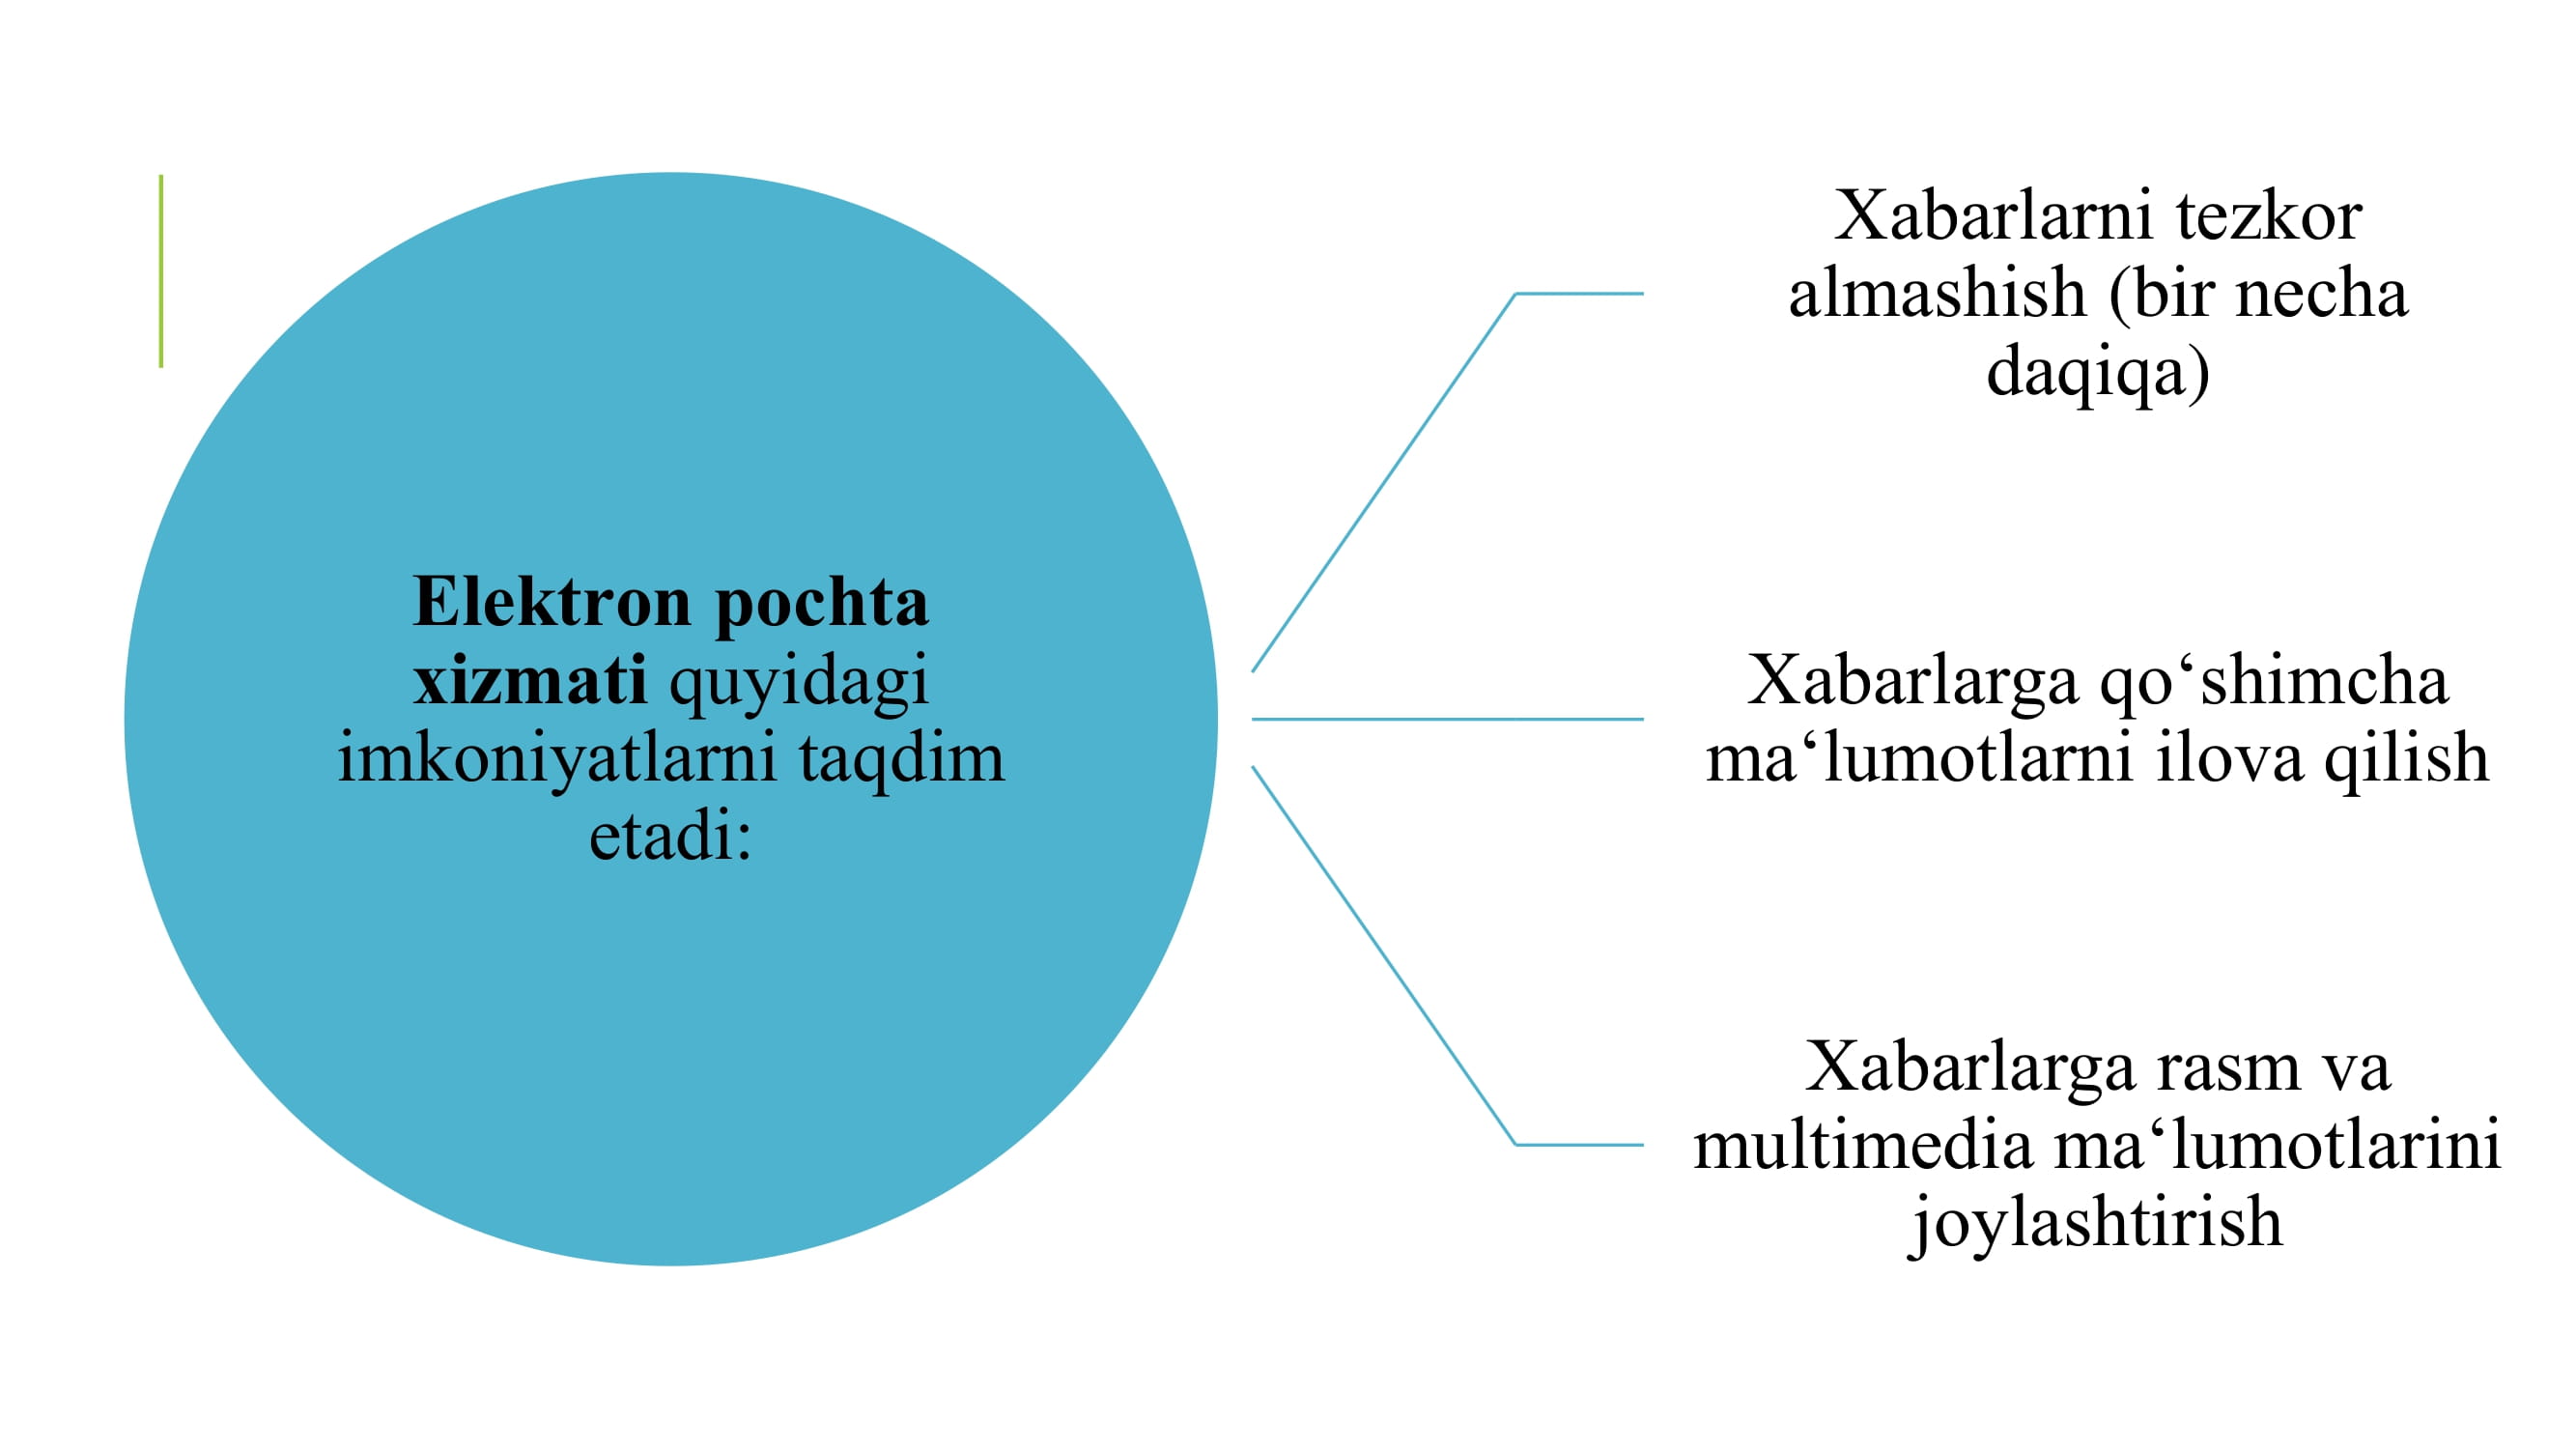 Elektron pochta
xizmati quyidagi
imkoniyatlarni taqdim
etadi:
Xabarlarni tezkor
almashish (bir necha
daqiqa)
Xabarlarga qo‘shimcha
ma‘lumotlarni ilova qilish
Xabarlarga rasm va
multimedia ma‘lumotlarini
joylashtirish